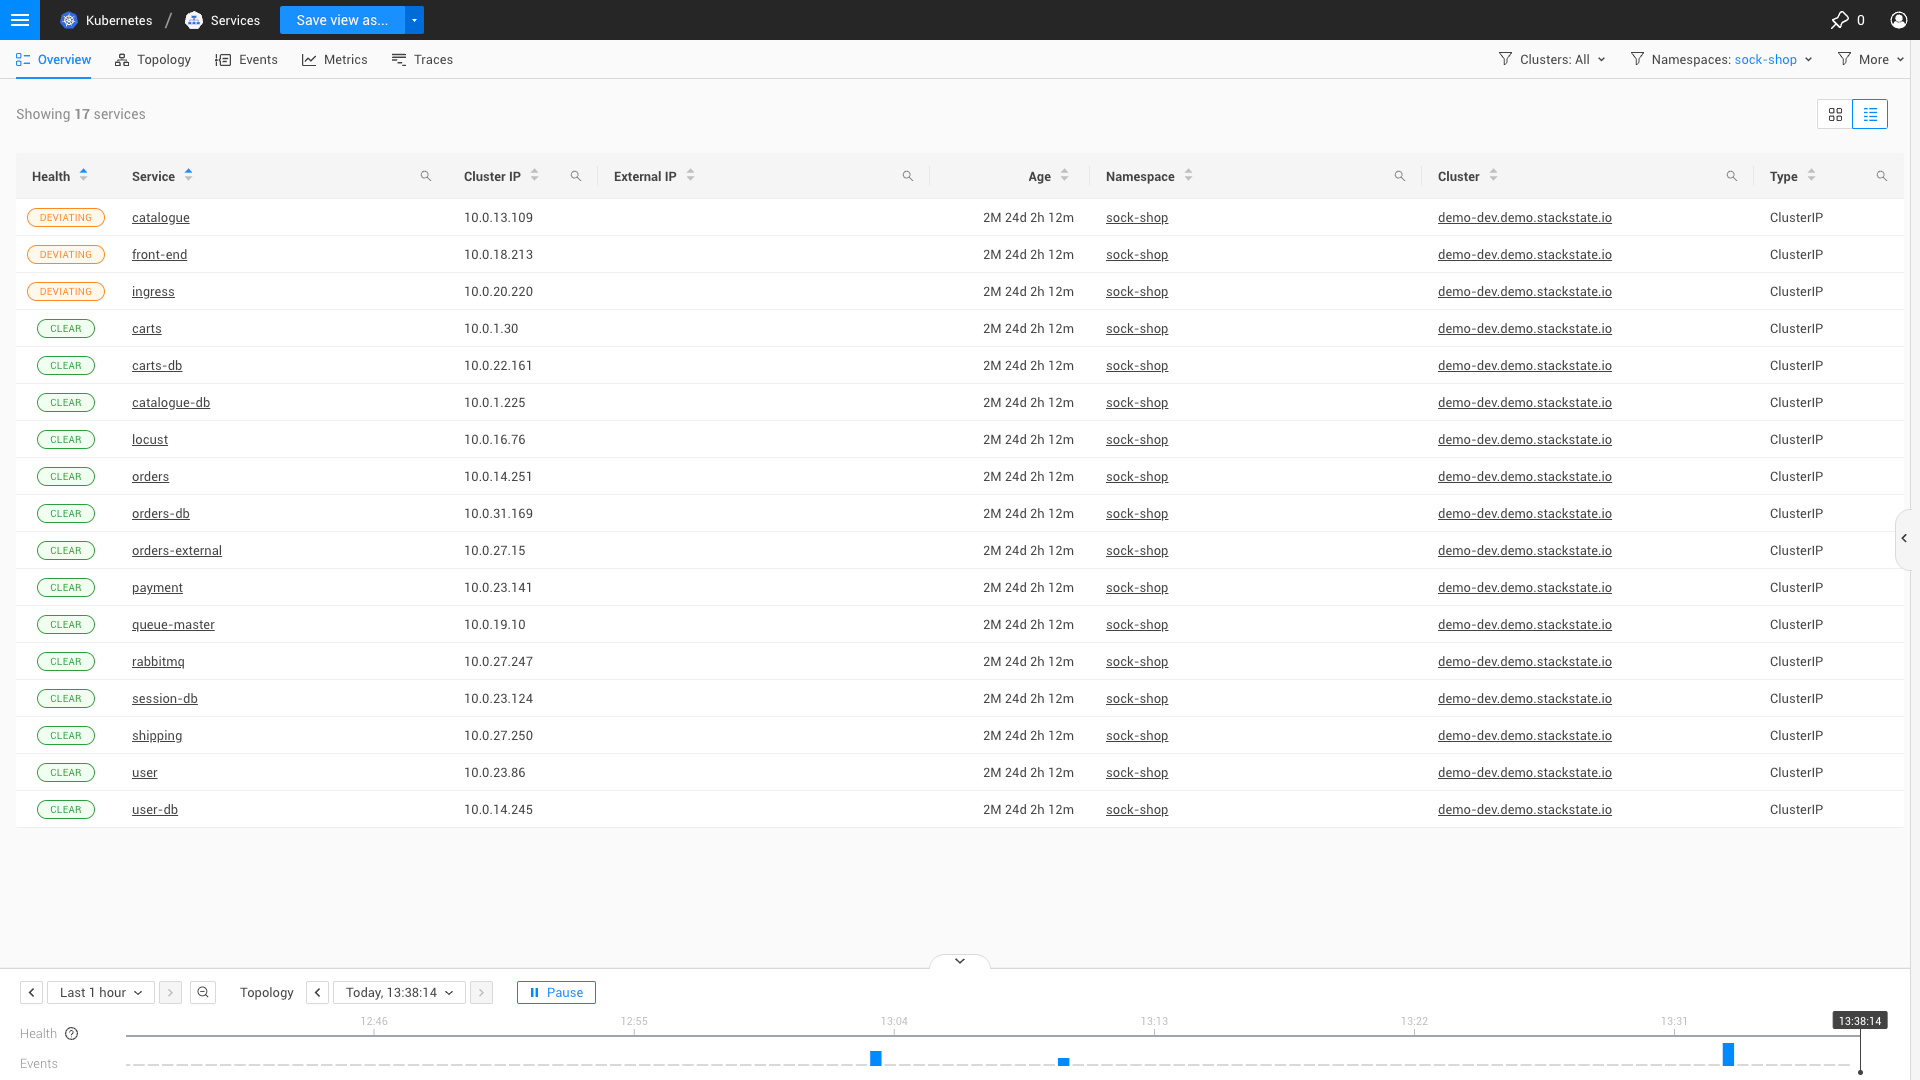 Kubernetes / Services Save view as... 0
Overview Topology Events Metrics Traces Clusters: All Namespaces: sock-shop More
Showing 17 services
Health Service Cluster IP External IP Age Namespace Cluster Type
DEVIATING catalogue 10.0.13.109 2M 24d 2h 12m sock-shop demo-dev.demo.stackstate.io ClusterIP
DEVIATING front-end 10.0.18.213 2M 24d 2h 12m sock-shop demo-dev.demo.stackstate.io ClusterIP
DEVIATING ingress 10.0.20.220 2M 24d 2h 12m sock-shop demo-dev.demo.stackstate.io ClusterIP
CLEAR carts 10.0.1.30 2M 24d 2h 12m sock-shop demo-dev.demo.stackstate.io ClusterIP
CLEAR carts-db 10.0.22.161 2M 24d 2h 12m sock-shop demo-dev.demo.stackstate.io ClusterIP
CLEAR catalogue-db 10.0.1.225 2M 24d 2h 12m sock-shop demo-dev.demo.stackstate.io ClusterIP
CLEAR locust 10.0.16.76 2M 24d 2h 12m sock-shop demo-dev.demo.stackstate.io ClusterIP
CLEAR orders 10.0.14.251 2M 24d 2h 12m sock-shop demo-dev.demo.stackstate.io ClusterIP
CLEAR orders-db 10.0.31.169 2M 24d 2h 12m sock-shop demo-dev.demo.stackstate.io ClusterIP
CLEAR orders-external 10.0.27.15 2M 24d 2h 12m sock-shop demo-dev.demo.stackstate.io ClusterIP
CLEAR payment 10.0.23.141 2M 24d 2h 12m sock-shop demo-dev.demo.stackstate.io ClusterIP
CLEAR queue-master 10.0.19.10 2M 24d 2h 12m sock-shop demo-dev.demo.stackstate.io ClusterIP
CLEAR rabbitmq 10.0.27.247 2M 24d 2h 12m sock-shop demo-dev.demo.stackstate.io ClusterIP
CLEAR session-db 10.0.23.124 2M 24d 2h 12m sock-shop demo-dev.demo.stackstate.io ClusterIP
CLEAR shipping 10.0.27.250 2M 24d 2h 12m sock-shop demo-dev.demo.stackstate.io ClusterIP
CLEAR user 10.0.23.86 2M 24d 2h 12m sock-shop demo-dev.demo.stackstate.io ClusterIP
CLEAR user-db 10.0.14.245 2M 24d 2h 12m sock-shop demo-dev.demo.stackstate.io ClusterIP
Last 1 hour Topology Today, 13:38:14 Pause
12:46 12:55 13:04 13:13 13:22 13:31 13:38:14
Health
Events